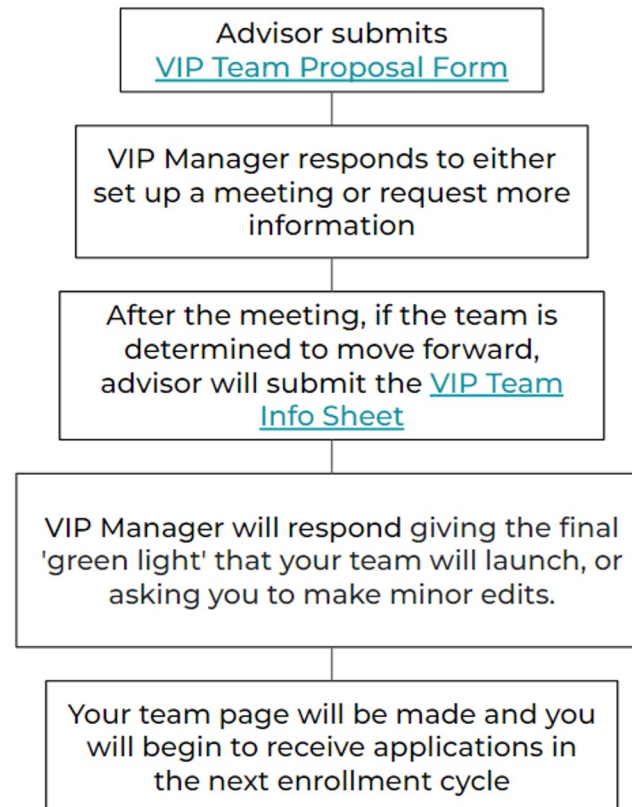 Advisor submits
VIP Team Proposal Form
VIP Manager responds to either
set up a meeting or request more
information
After the meeting, if the team is
determined to move forward,
advisor will submit the VIP Team
Info Sheet
VIP Manager will respond giving the final
'green light' that your team will launch, or
asking you to make minor edits.
Your team page will be made and you
will begin to receive applications in
the next enrollment cycle